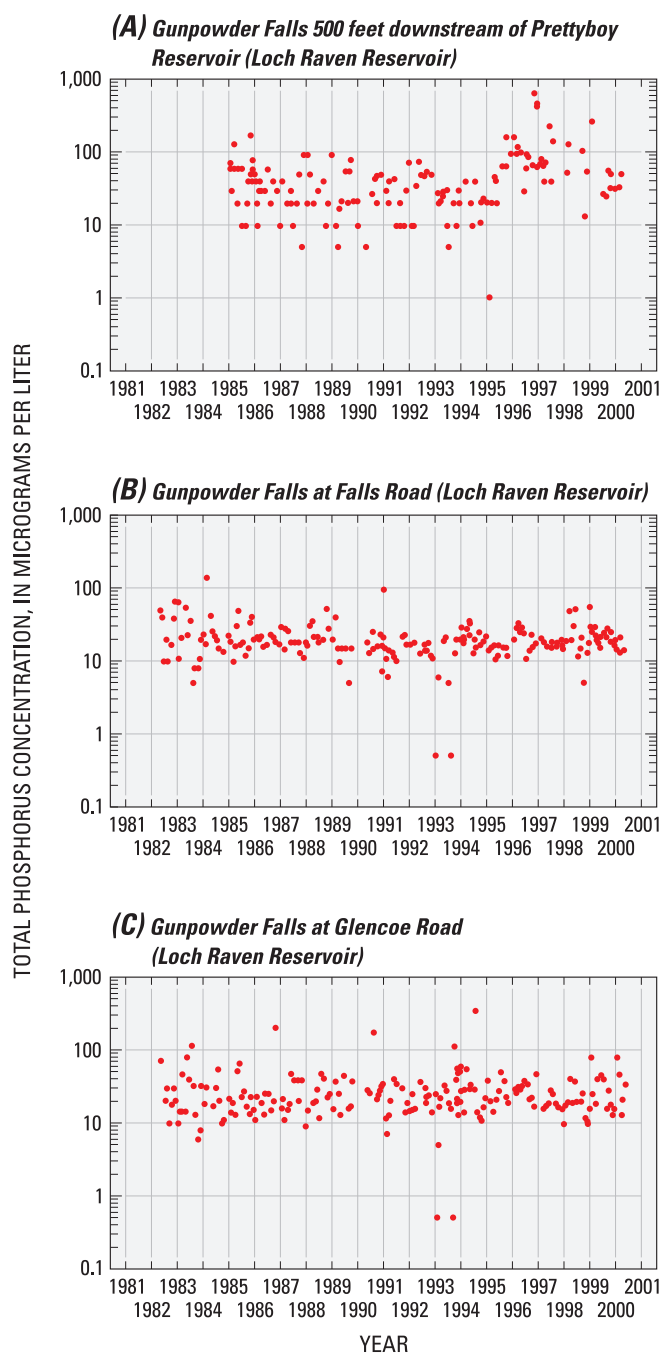 (A) Gunpowder Falls 500 feet downstream of Prettyboy
Reservoir (Loch Raven Reservoir)
1,000
100
10
1
0.1
1981 1983 1985 1987 1989 1991 1993 1995 1997 1999 2001
1982 1984 1986 1988 1990 1992 1994 1996 1998 2000
(B) Gunpowder Falls at Falls Road (Loch Raven Reservoir)
1,000
100
10
1
0.1
1981 1983 1985 1987 1989 1991 1993 1995 1997 1999 2001
1982 1984 1986 1988 1990 1992 1994 1996 1998 2000
(C) Gunpowder Falls at Glencoe Road
(Loch Raven Reservoir)
1,000
100
10
1
0.1
1981 1983 1985 1987 1989 1991 1993 1995 1997 1999 2001
1982 1984 1986 1988 1990 1992 1994 1996 1998 2000
YEAR
TOTAL PHOSPHORUS CONCENTRATION, IN MICROGRAMS PER LITER